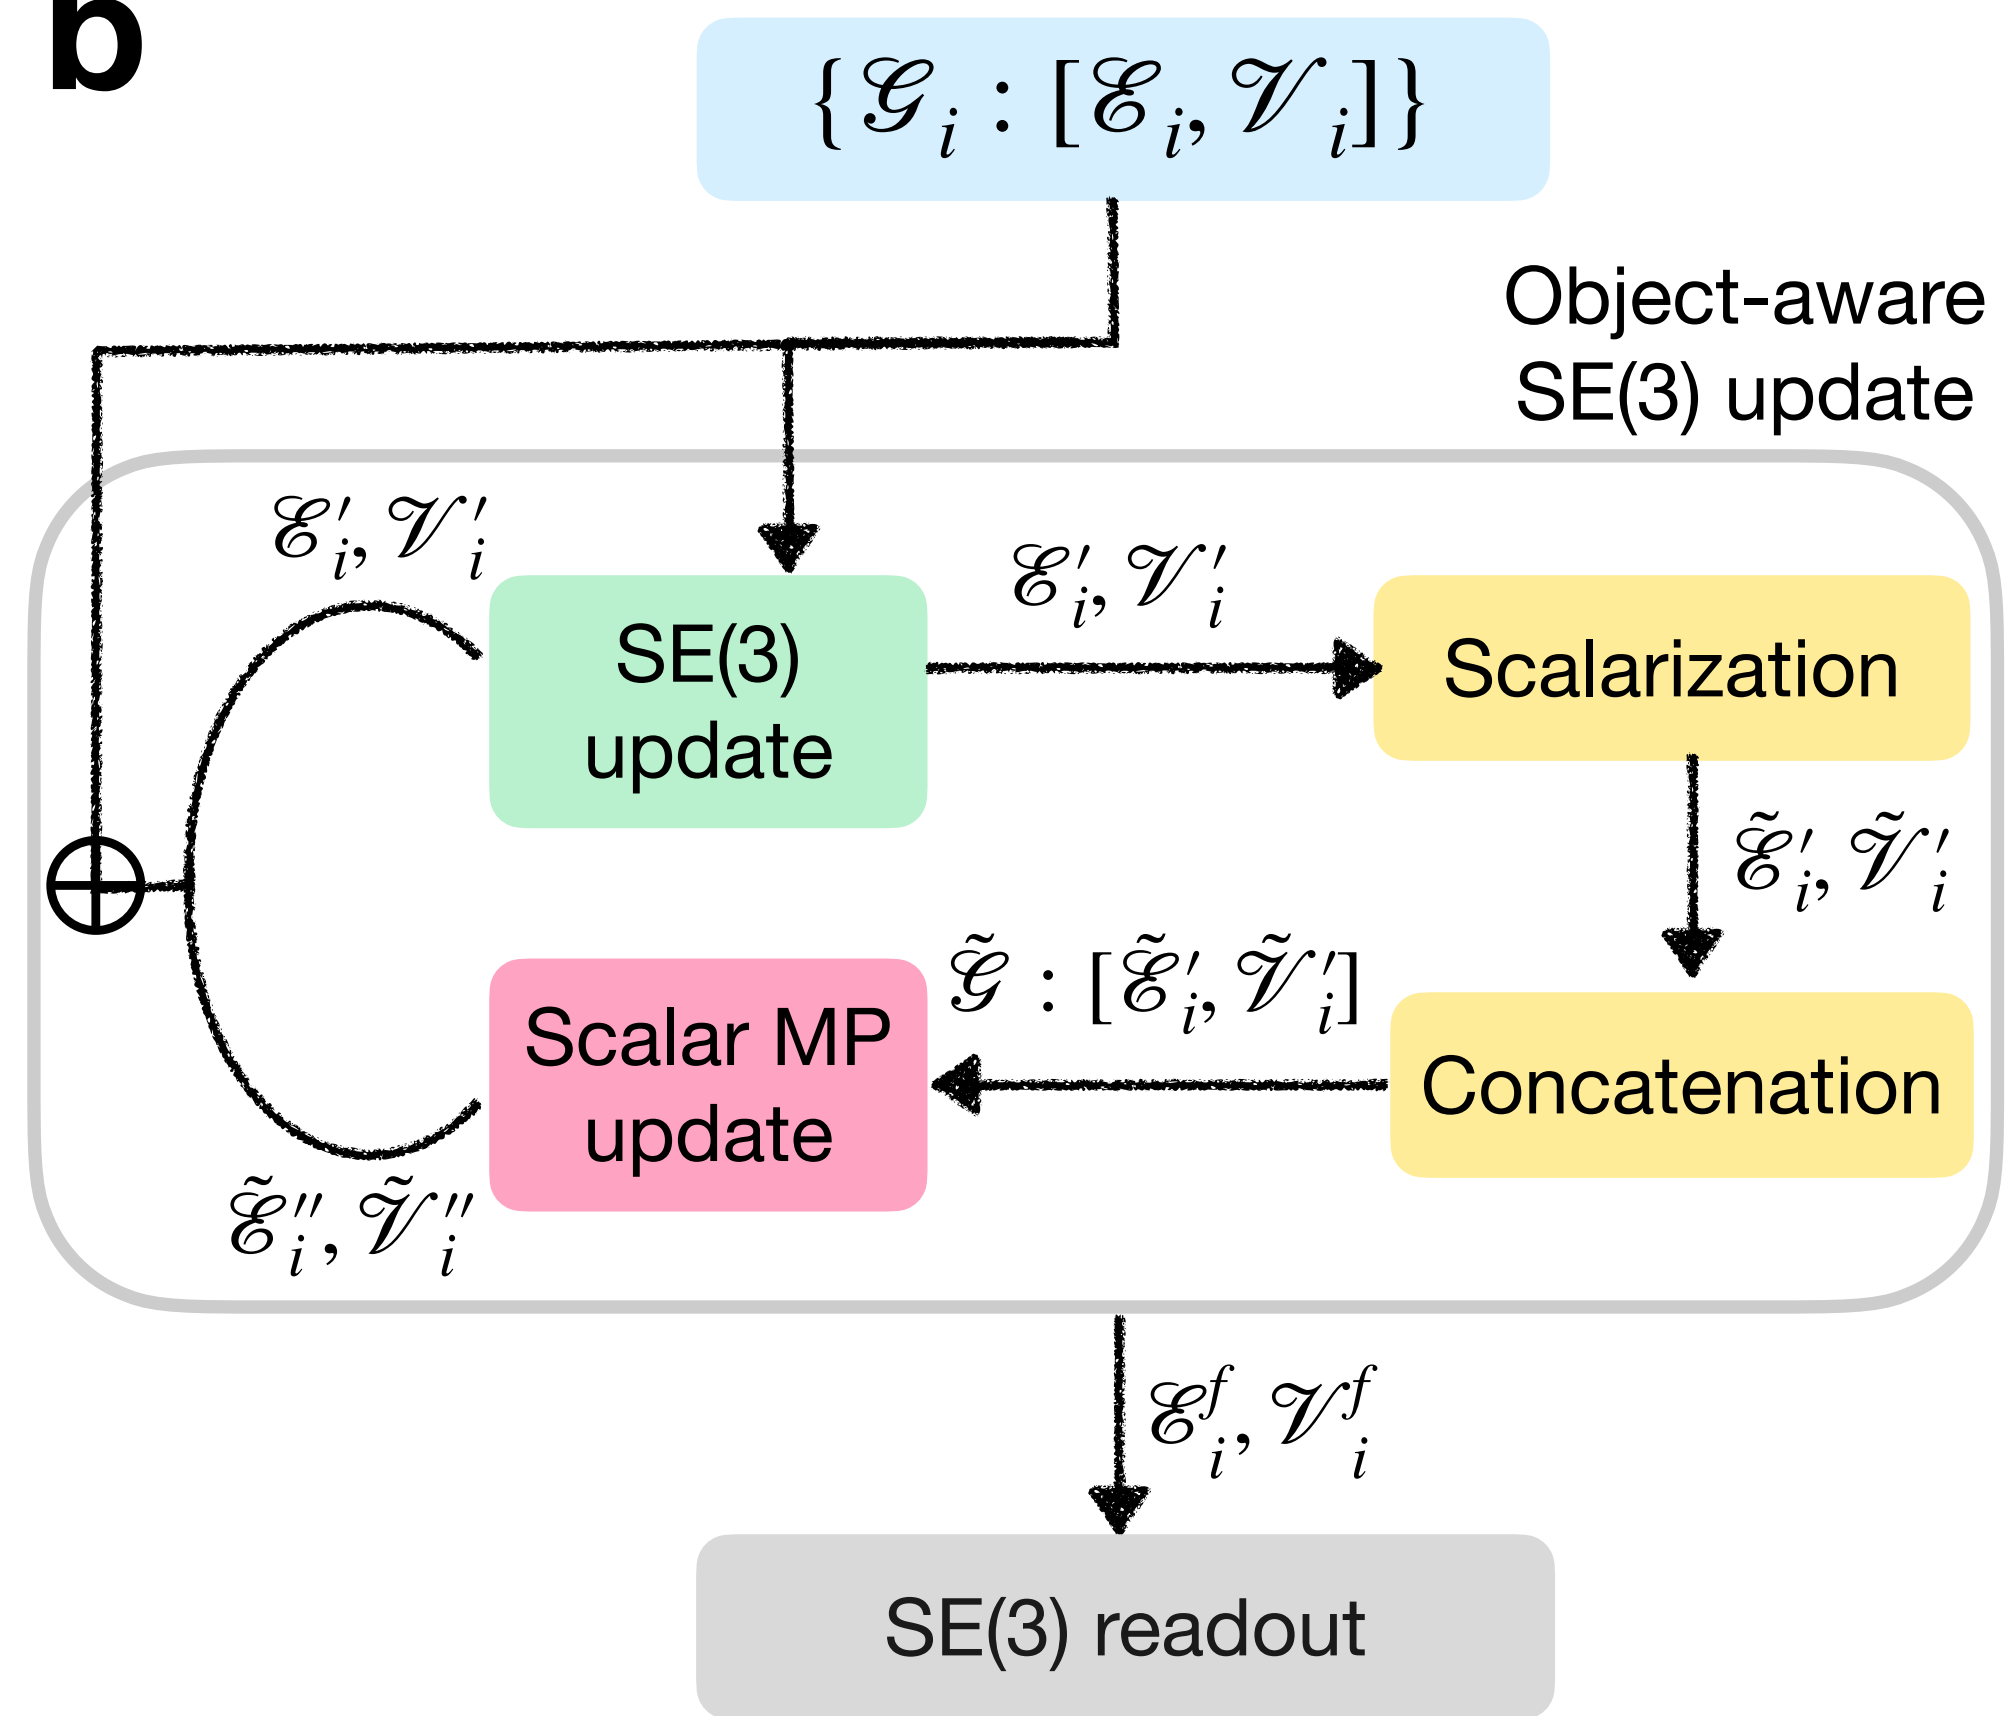 b
{𝒢_i : [ℰ_i, 𝒱_i]}
Object-aware
SE(3) update
ℰ′_i, 𝒱′_i
SE(3)
update
ℰ′_i, 𝒱′_i
Scalarization
ℰ̃′_i, 𝒱̃′_i
𝒢̃ : [ℰ̃′_i, 𝒱̃′_i]
Concatenation
Scalar MP
update
ℰ̃″_i, 𝒱̃″_i
ℰ^f_i, 𝒱^f_i
SE(3) readout